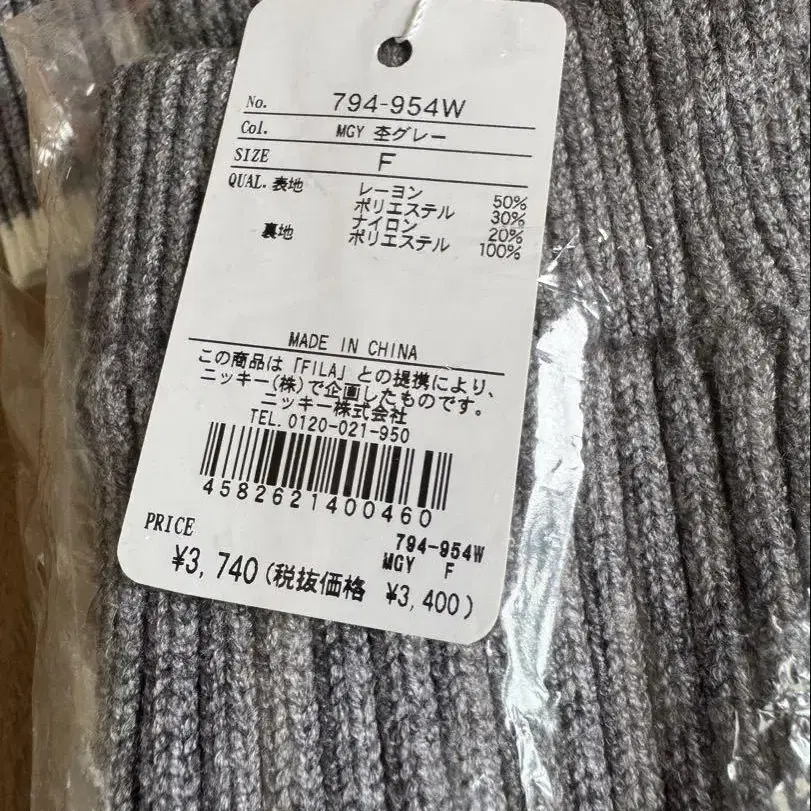 No. 794-954W
Col. MGY 杢グレー
SIZE F
QUAL. 表地 レーヨン 50%
ポリエステル 30%
ナイロン 20%
裏地 ポリエステル 100%
MADE IN CHINA
この商品は「FILA」との提携により、
ニッキー(株)で企画したものです。
ニッキー株式会社
TEL. 0120-021-950
4582621400460
794-954W
MGY F
PRICE
¥3,740(税抜価格 ¥3,400)